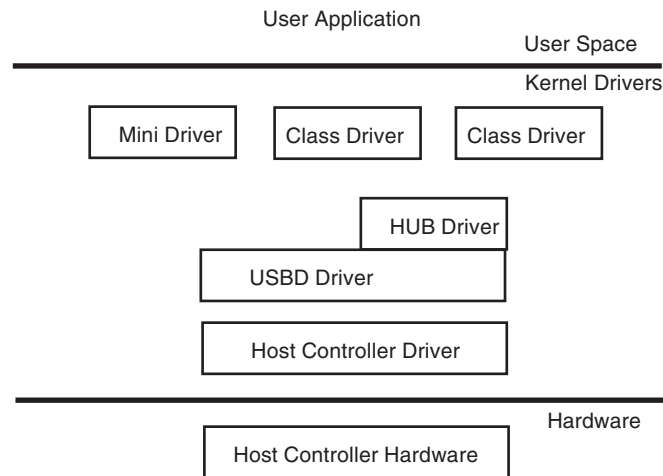 User Application
User Space
Kernel Drivers
Mini Driver
Class Driver
Class Driver
HUB Driver
USBD Driver
Host Controller Driver
Hardware
Host Controller Hardware